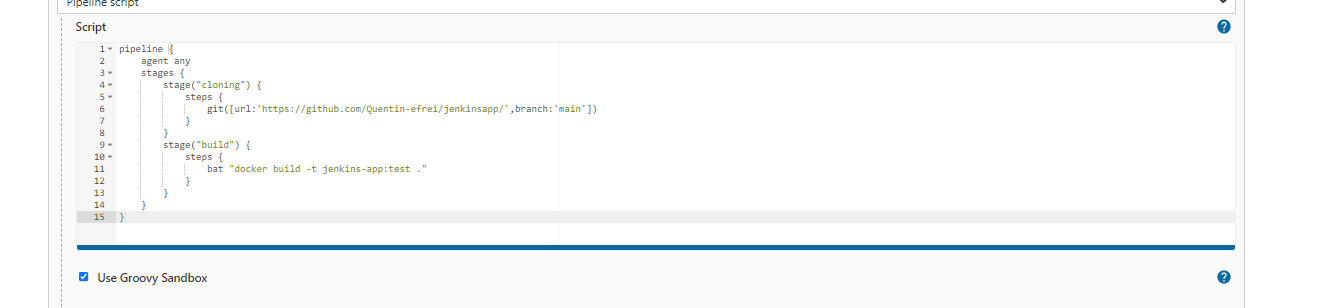 Pipeline script
Script
?
1 pipeline {
2     agent any
3     stages {
4         stage("cloning") {
5             steps {
6                 git([url:'https://github.com/Quentin-efrei/jenkinsapp/',branch:'main'])
7             }
8         }
9         stage("build") {
10             steps {
11                 bat "docker build -t jenkins-app:test ."
12             }
13         }
14     }
15 }
Use Groovy Sandbox
?